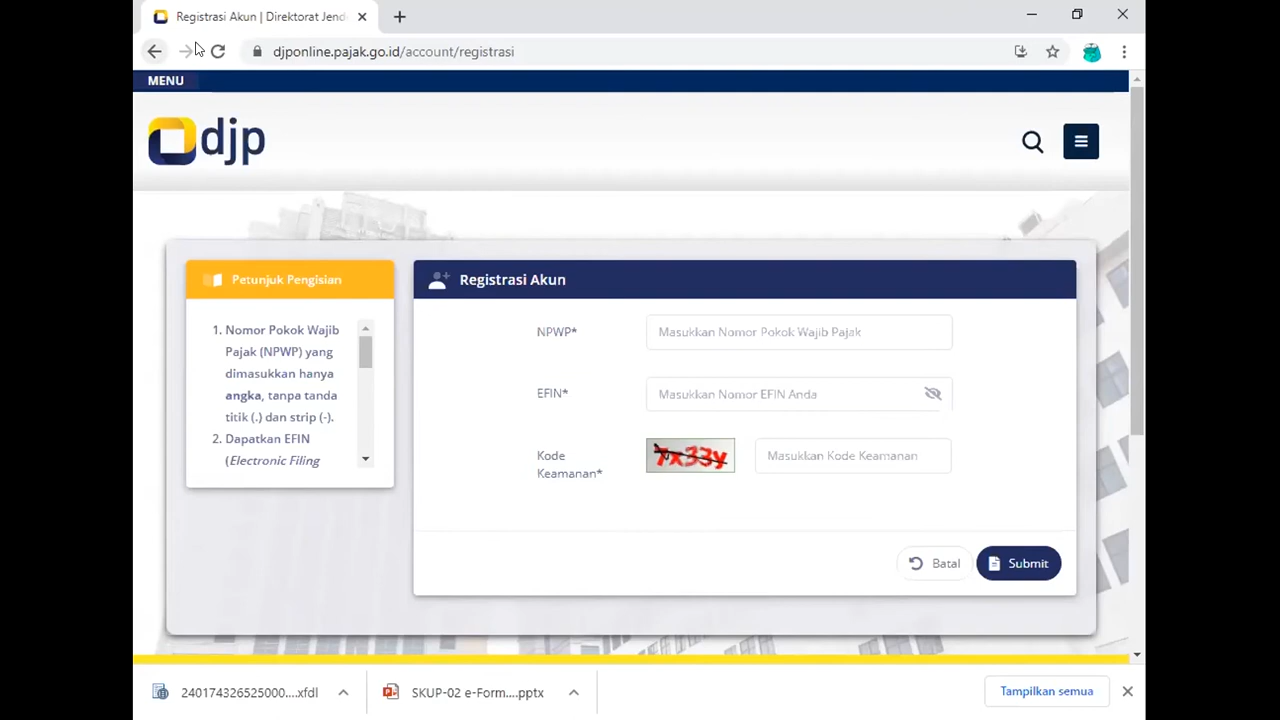 Registrasi Akun | Direktorat Jend
djponline.pajak.go.id/account/registrasi
MENU
djp
Petunjuk Pengisian
1. Nomor Pokok Wajib
Pajak (NPWP) yang
dimasukkan hanya
angka, tanpa tanda
titik (.) dan strip (-).
2. Dapatkan EFIN
(Electronic Filing
Registrasi Akun
NPWP*
Masukkan Nomor Pokok Wajib Pajak
EFIN*
Masukkan Nomor EFIN Anda
Kode
Keamanan*
Masukkan Kode Keamanan
Batal
Submit
240174326525000....xfdl
SKUP-02 e-Form....pptx
Tampilkan semua